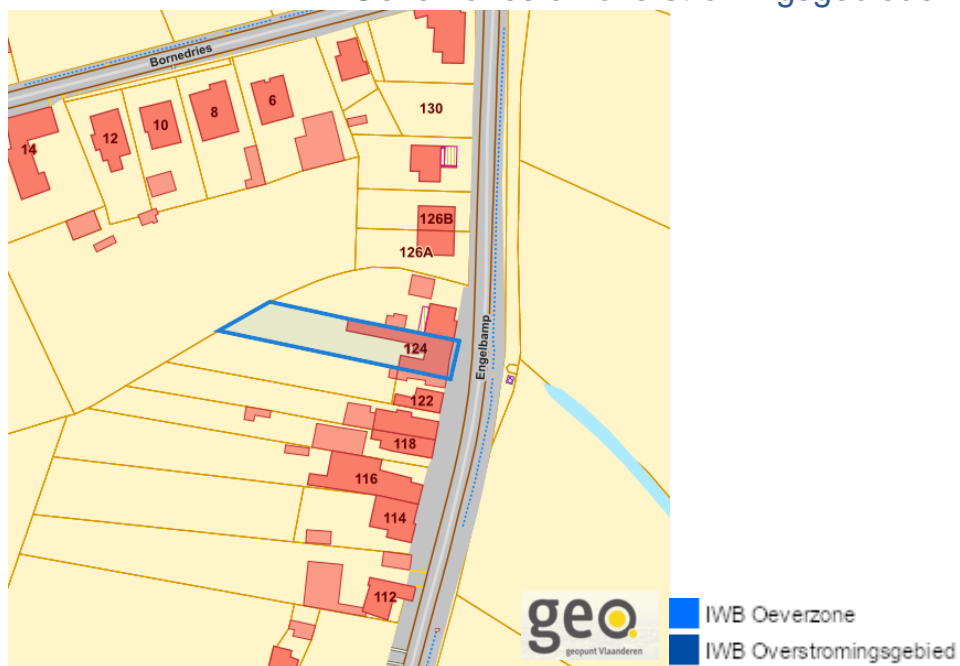 Bornedries
130
6
8
10
12
14
126B
126A
124
Engelbamp
122
118
116
114
112
geo.
geopunt Vlaanderen
IWB Oeverzone
IWB Overstromingsgebied